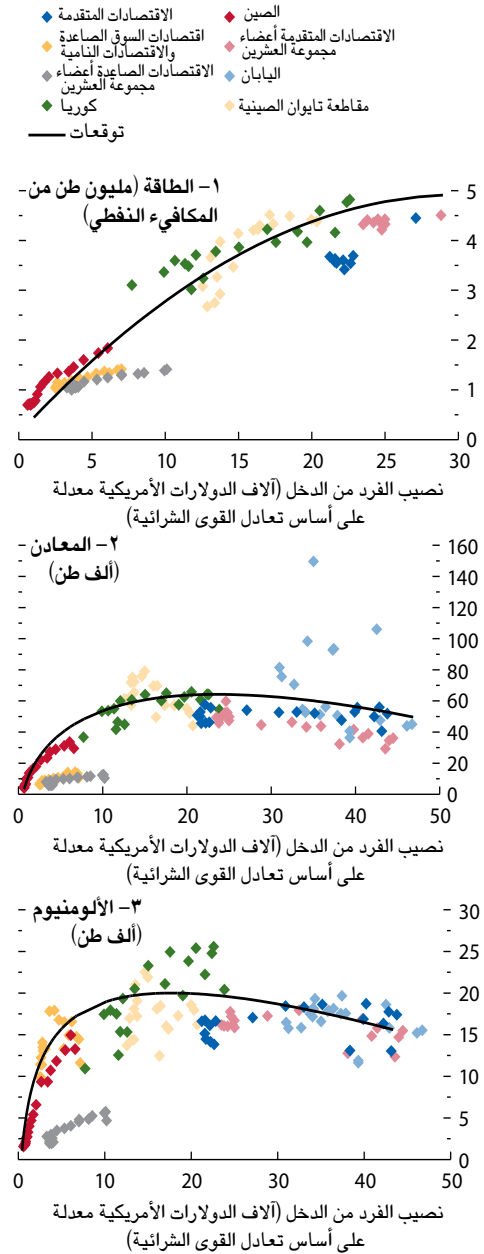 الاقتصادات المتقدمة
الصين
اقتصادات السوق الصاعدة
والاقتصادات النامية
الاقتصادات المتقدمة أعضاء
مجموعة العشرين
الاقتصادات الصاعدة أعضاء
مجموعة العشرين
اليابان
كوريا
مقاطعة تايوان الصينية
توقعات
١- الطاقة (مليون طن من
المكافيء النفطي)
5
4
3
2
1
0
0 5 10 15 20 25 30
نصيب الفرد من الدخل (آلاف الدولارات الأمريكية معدلة
على أساس تعادل القوى الشرائية)
٢- المعادن
(ألف طن)
160
140
120
100
80
60
40
20
0
0 10 20 30 40 50
نصيب الفرد من الدخل (آلاف الدولارات الأمريكية معدلة
على أساس تعادل القوى الشرائية)
٣- الألومنيوم
(ألف طن)
30
25
20
15
10
5
0
0 10 20 30 40 50
نصيب الفرد من الدخل (آلاف الدولارات الأمريكية معدلة
على أساس تعادل القوى الشرائية)